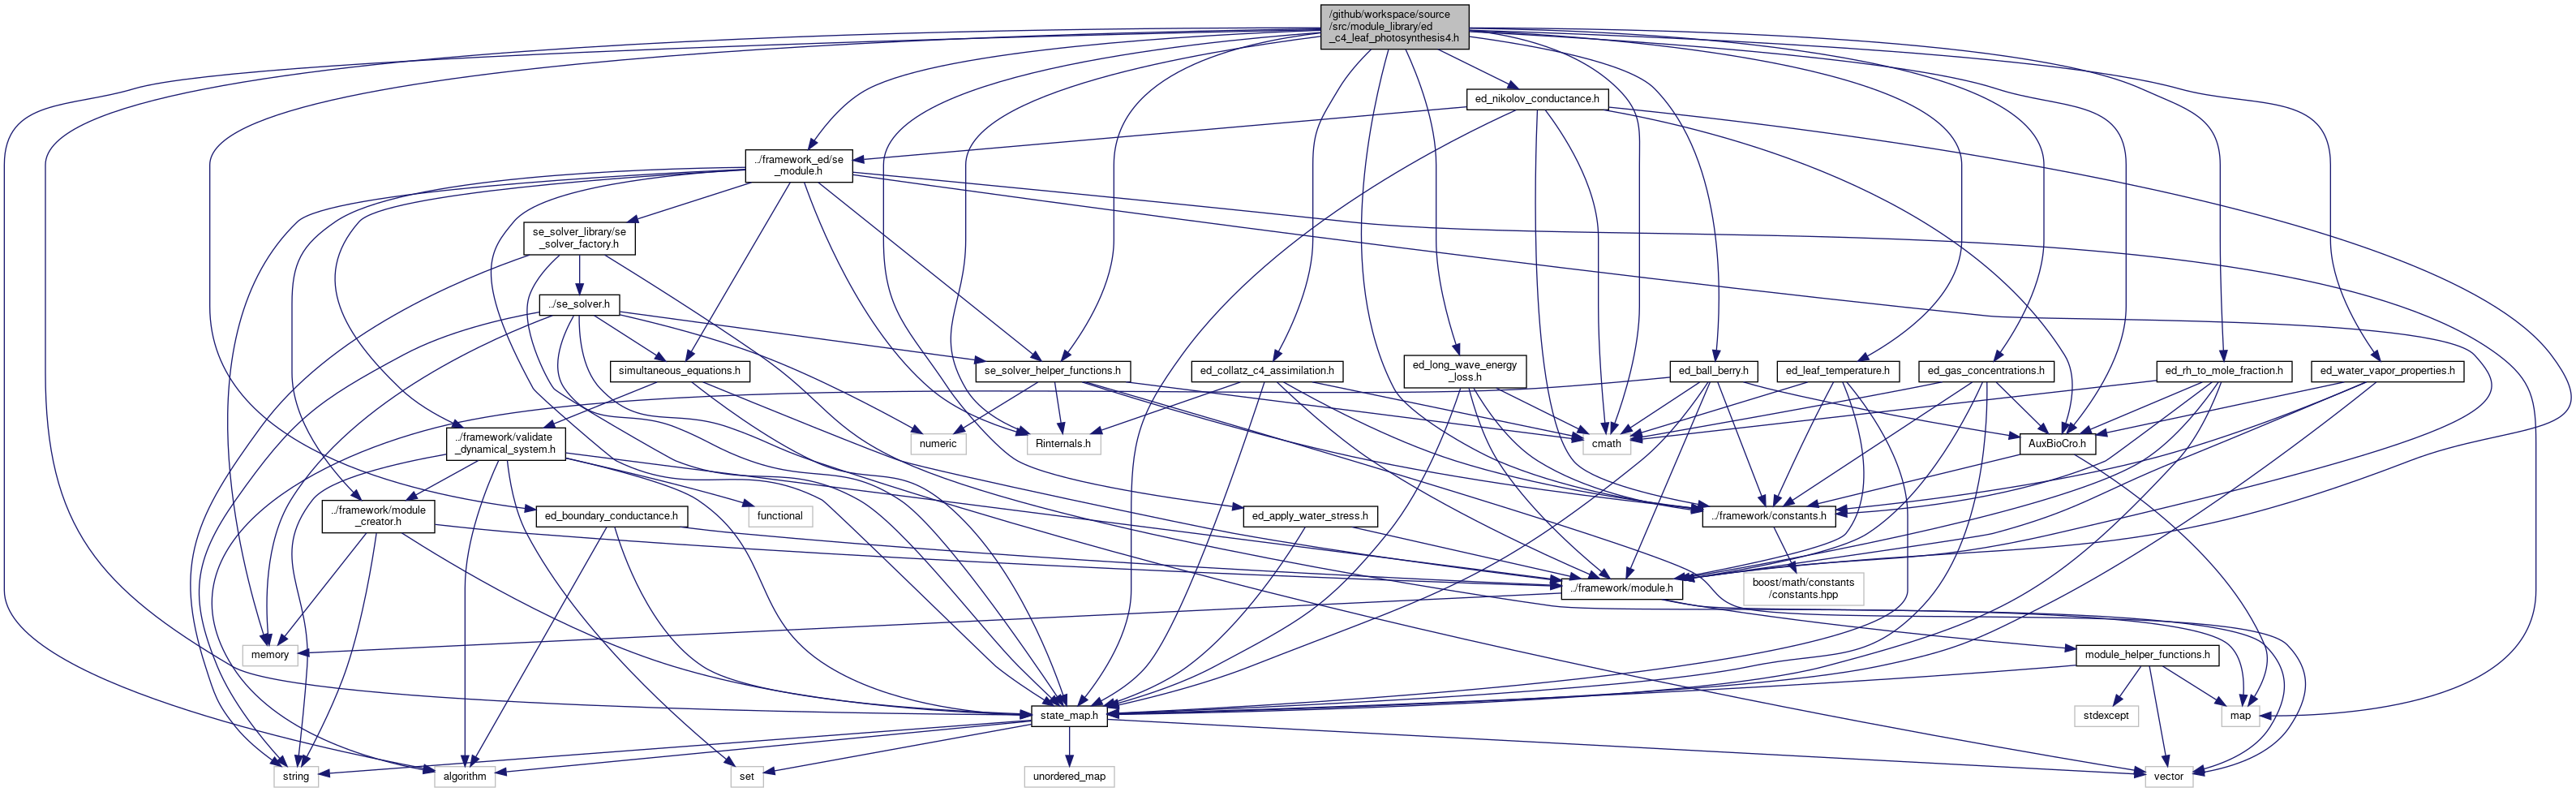 /github/workspace/source
/src/module_library/ed
_c4_leaf_photosynthesis4.h
ed_nikolov_conductance.h
../framework_ed/se
_module.h
se_solver_library/se
_solver_factory.h
../se_solver.h
simultaneous_equations.h
se_solver_helper_functions.h
ed_collatz_c4_assimilation.h
ed_long_wave_energy
_loss.h
ed_ball_berry.h
ed_leaf_temperature.h
ed_gas_concentrations.h
ed_rh_to_mole_fraction.h
ed_water_vapor_properties.h
../framework/validate
_dynamical_system.h
numeric
Rinternals.h
cmath
AuxBioCro.h
../framework/module
_creator.h
ed_boundary_conductance.h
functional
ed_apply_water_stress.h
../framework/constants.h
../framework/module.h
boost/math/constants
/constants.hpp
memory
module_helper_functions.h
state_map.h
stdexcept
map
string
algorithm
set
unordered_map
vector